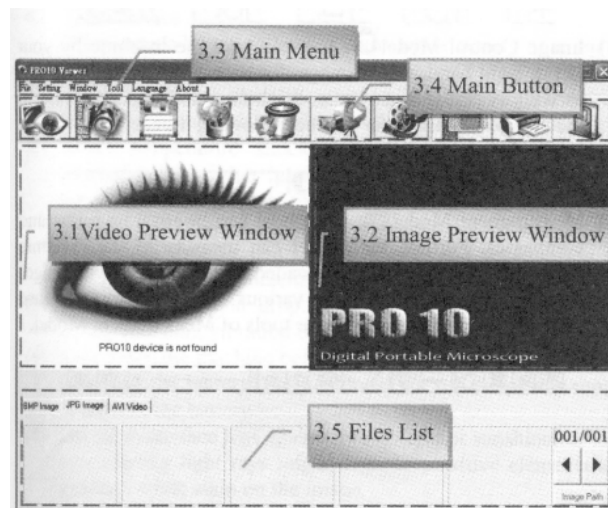 3.3 Main Menu
PRO10 Viewer
File Seting Window Tool Language About
3.4 Main Button
3.1Video Preview Window
3.2 Image Preview Window
PRO10 device is not found
PRO 10
Digital Portable Microscope
BMP Image JPG Image AVI Video
3.5 Files List
001/001
Image Path